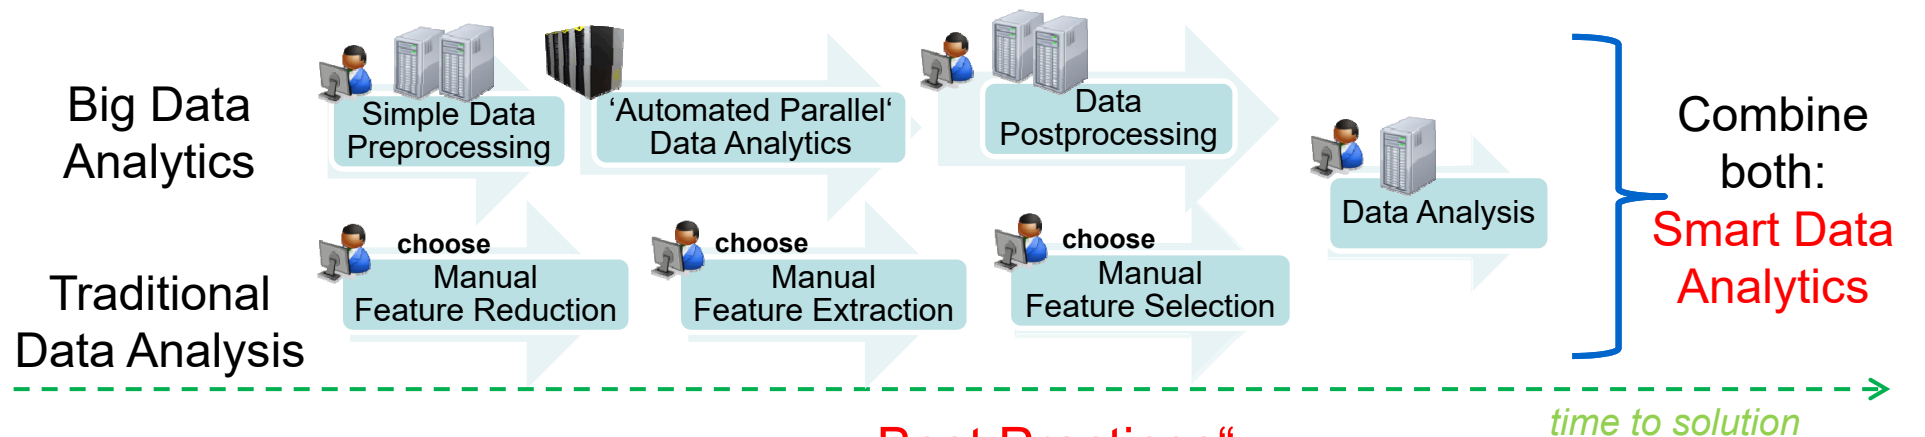 Big Data
Analytics
Simple Data
Preprocessing
‘Automated Parallel‘
Data Analytics
Data
Postprocessing
Data Analysis
Combine
both:
Smart Data
Analytics
Traditional
Data Analysis
choose
Manual
Feature Reduction
choose
Manual
Feature Extraction
choose
Manual
Feature Selection
time to solution